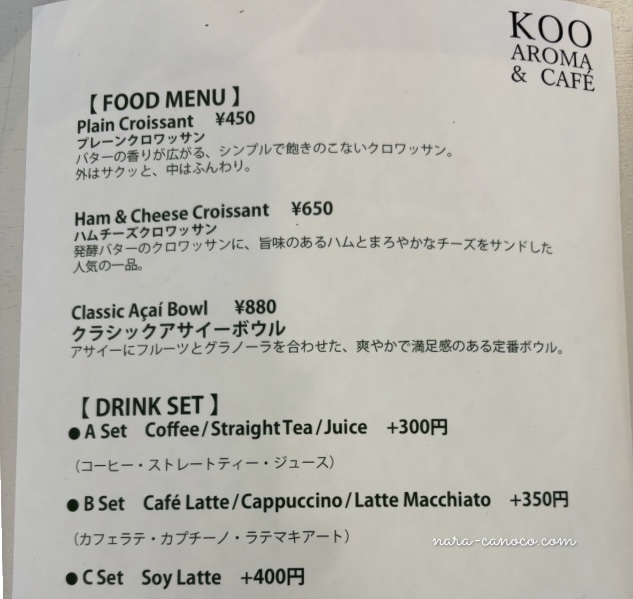 KOO
AROMA
& CAFÉ
【 FOOD MENU 】
Plain Croissant ¥450
プレーンクロワッサン
バターの香りが広がる、シンプルで飽きのこないクロワッサン。
外はサクッと、中はふんわり。
Ham & Cheese Croissant ¥650
ハムチーズクロワッサン
発酵バターのクロワッサンに、旨味のあるハムとまろやかなチーズをサンドした
人気の一品。
Classic Açaí Bowl ¥880
クラシックアサイーボウル
アサイーにフルーツとグラノーラを合わせた、爽やかで満足感のある定番ボウル。
【 DRINK SET 】
●A Set Coffee/Straight Tea/Juice +300円
（コーヒー・ストレートティー・ジュース）
●B Set Café Latte/Cappuccino/Latte Macchiato +350円
（カフェラテ・カプチーノ・ラテマキアート）
nara-canoco.com
●C Set Soy Latte +400円